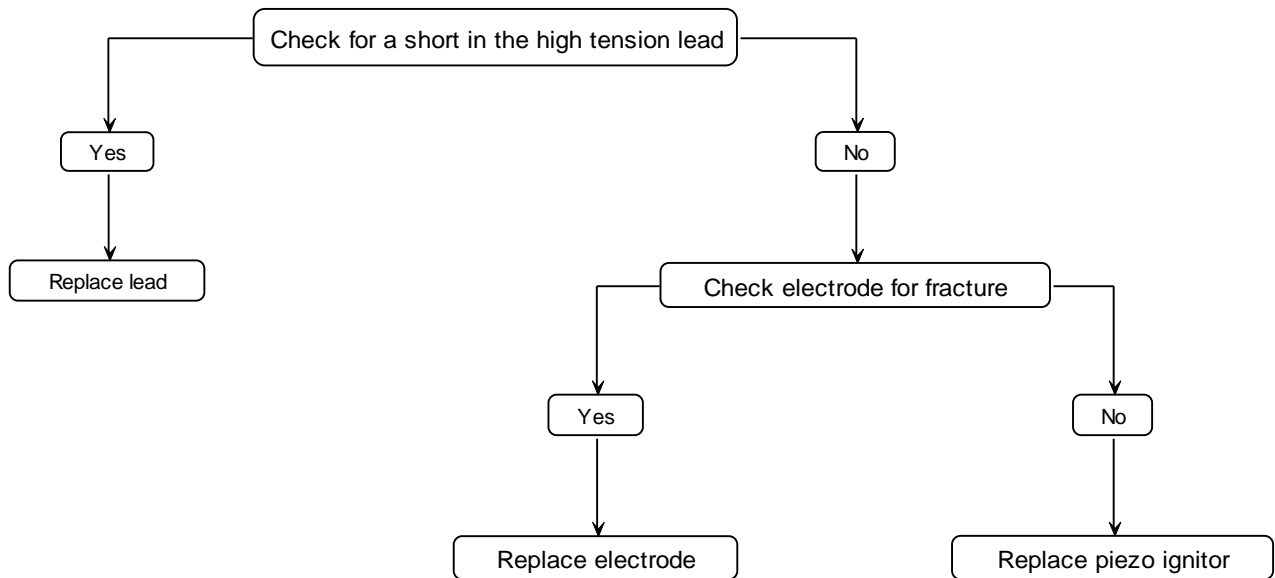 Check for a short in the high tension lead
Yes
No
Replace lead
Check electrode for fracture
Yes
No
Replace electrode
Replace piezo ignitor